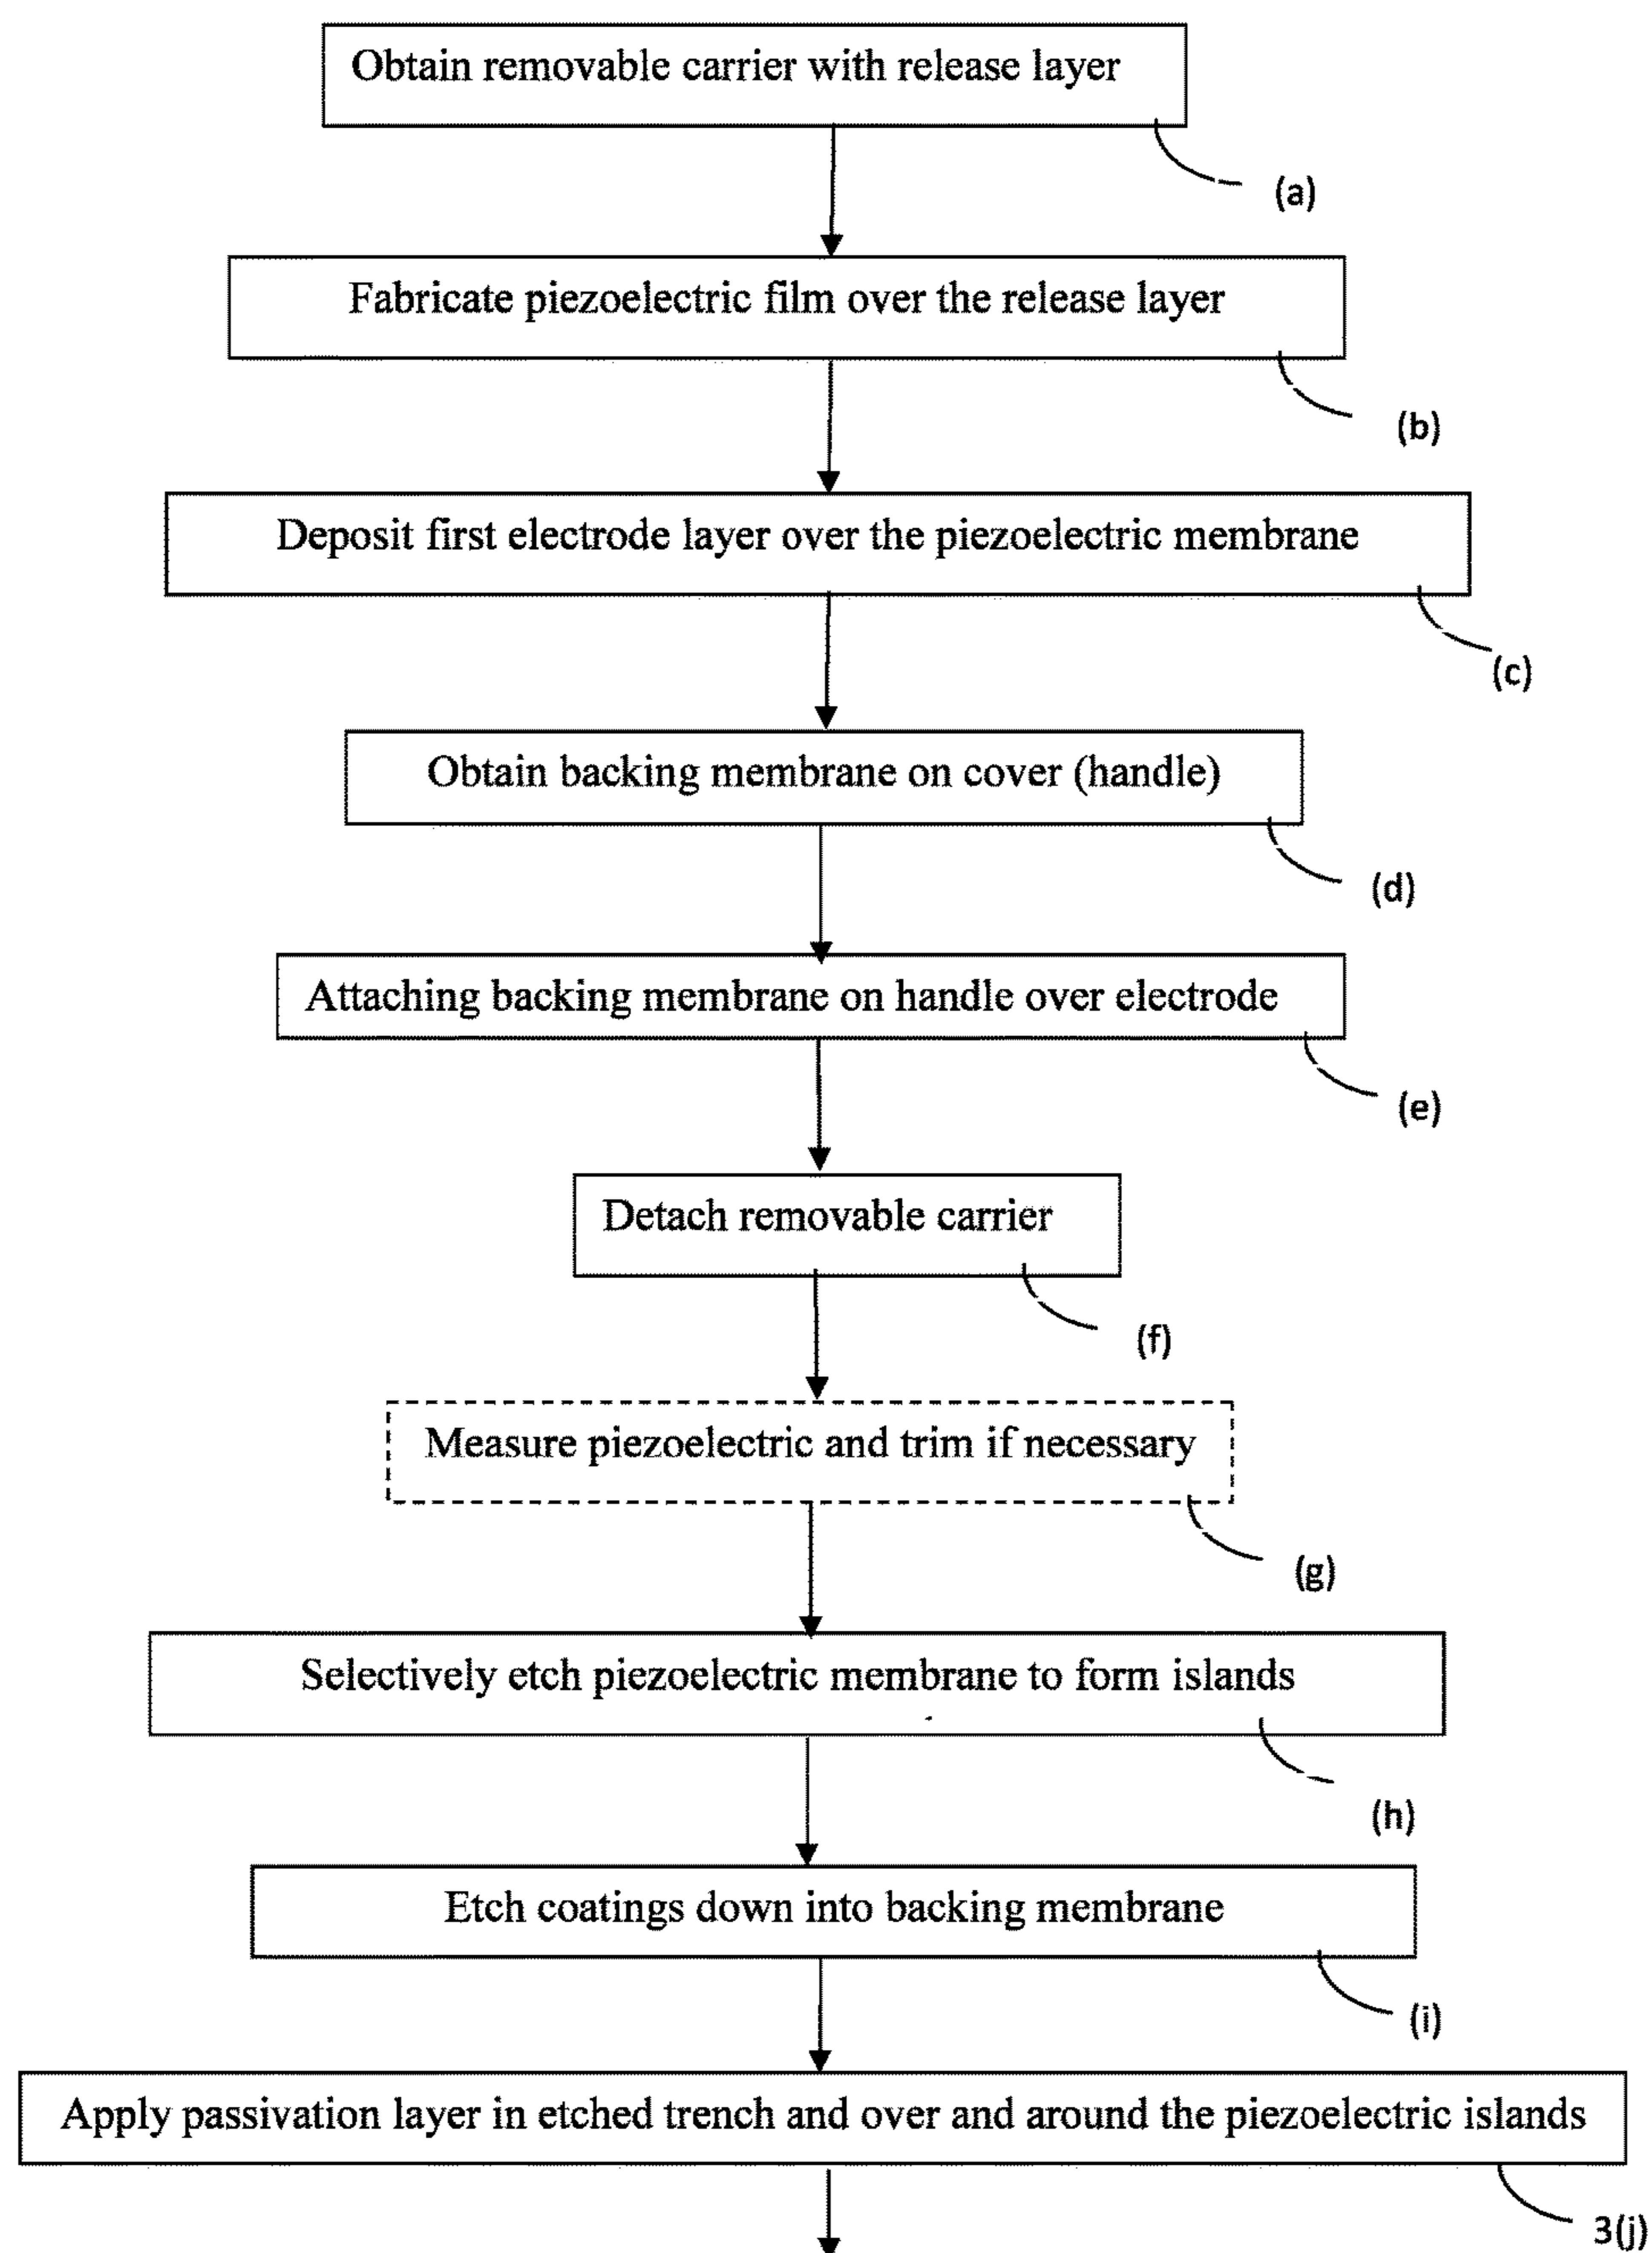 Obtain removable carrier with release layer
(a)
Fabricate piezoelectric film over the release layer
(b)
Deposit first electrode layer over the piezoelectric membrane
(c)
Obtain backing membrane on cover (handle)
(d)
Attaching backing membrane on handle over electrode
(e)
Detach removable carrier
(f)
Measure piezoelectric and trim if necessary
(g)
Selectively etch piezoelectric membrane to form islands
(h)
Etch coatings down into backing membrane
(i)
Apply passivation layer in etched trench and over and around the piezoelectric islands
3(j)